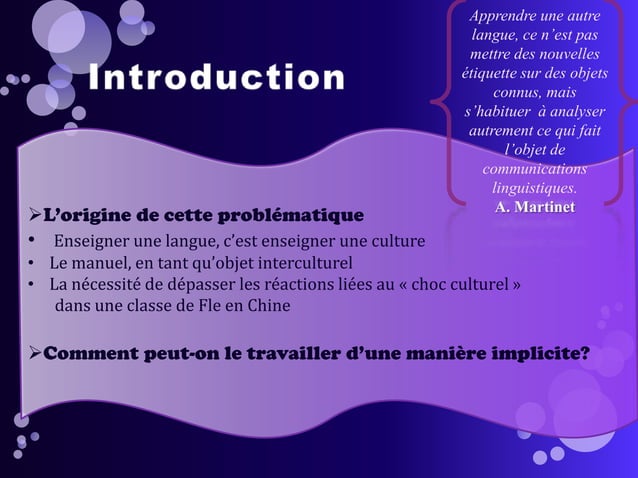 Introduction
Apprendre une autre
langue, ce n’est pas
mettre des nouvelles
étiquette sur des objets
connus, mais
s’habituer à analyser
autrement ce qui fait
l’objet de
communications
linguistiques.
A. Martinet
➢L’origine de cette problématique
• Enseigner une langue, c’est enseigner une culture
• Le manuel, en tant qu’objet interculturel
• La nécessité de dépasser les réactions liées au « choc culturel »
dans une classe de Fle en Chine
➢Comment peut-on le travailler d’une manière implicite?